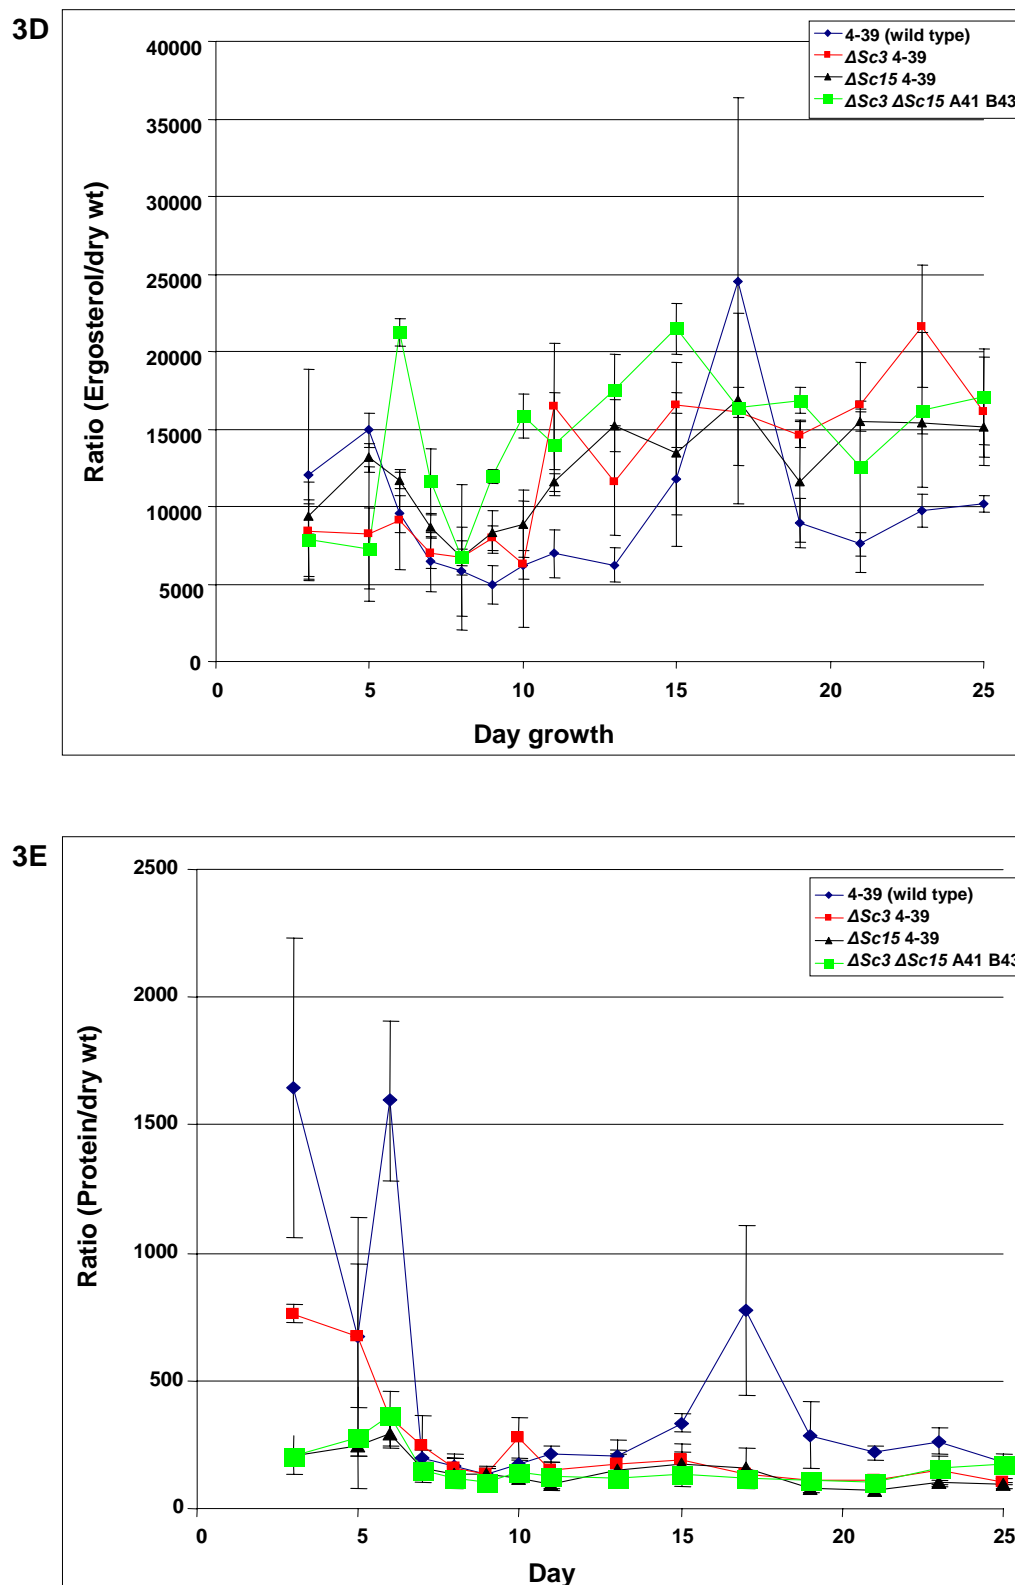 3D
4-39 (wild type)
ΔSc3 4-39
ΔSc15 4-39
ΔSc3 ΔSc15 A41 B43
40000
35000
30000
25000
20000
15000
10000
5000
0
Ratio (Ergosterol/dry wt)
0
5
10
15
20
25
Day growth
3E
4-39 (wild type)
ΔSc3 4-39
ΔSc15 4-39
ΔSc3 ΔSc15 A41 B43
2500
2000
1500
1000
500
0
Ratio (Protein/dry wt)
0
5
10
15
20
25
Day